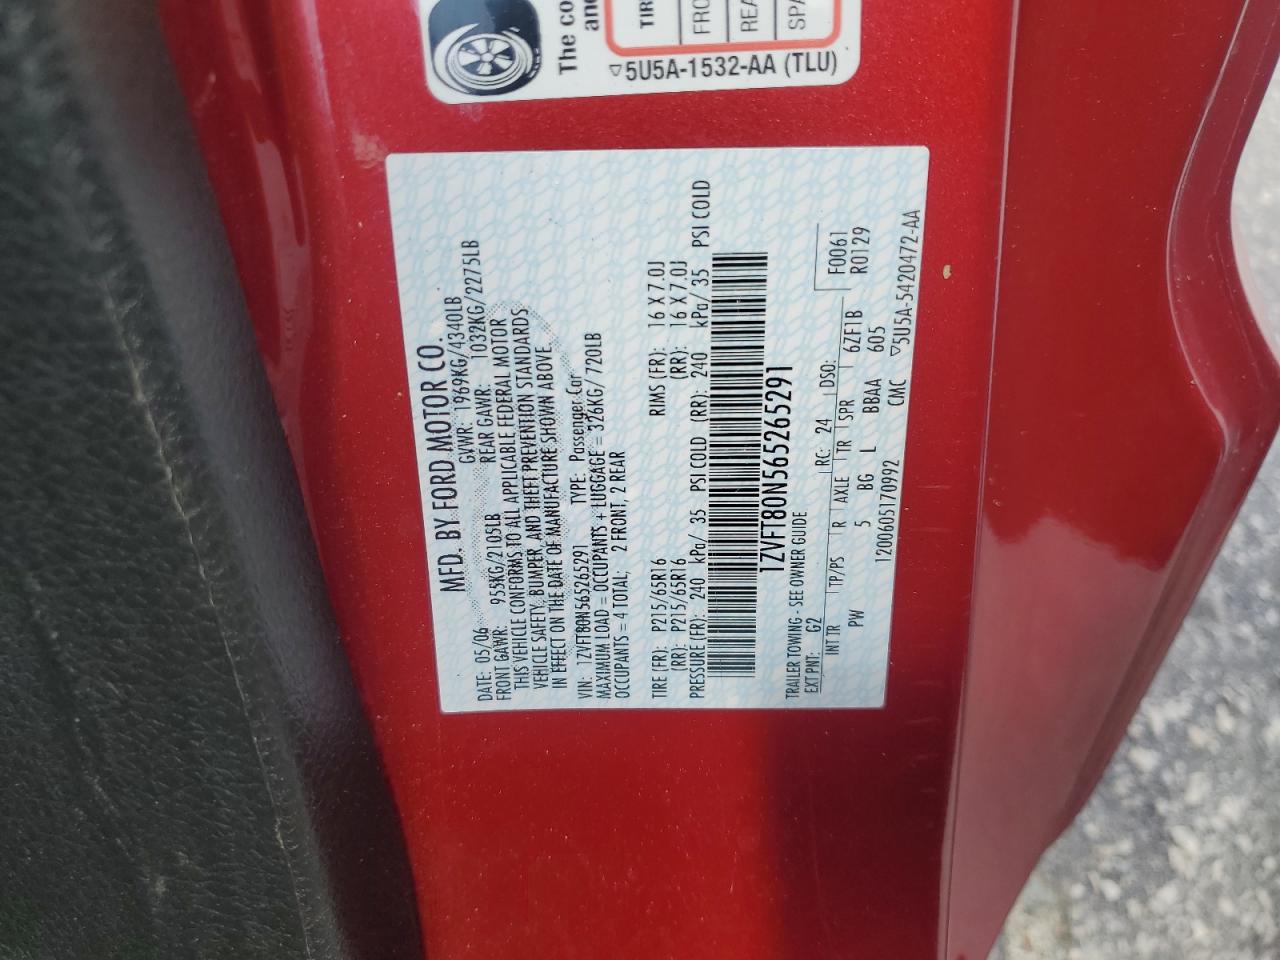 The co
and
TIR
FRO
REA
SPA
▽5U5A-1532-AA (TLU)
MFD. BY FORD MOTOR CO.
DATE: 05/06 GVWR: 1969KG/4340LB
FRONT GAWR: 955KG/2105LB REAR GAWR: 1032KG/2275LB
THIS VEHICLE CONFORMS TO ALL APPLICABLE FEDERAL MOTOR
VEHICLE SAFETY, BUMPER, AND THEFT PREVENTION STANDARDS
IN EFFECT ON THE DATE OF MANUFACTURE SHOWN ABOVE.
VIN: 1ZVFT80N565265291 TYPE: Passenger Car
MAXIMUM LOAD = OCCUPANTS + LUGGAGE = 326KG/ 720LB
OCCUPANTS = 4 TOTAL; 2 FRONT, 2 REAR
TIRE (FR): P215/65R16 RIMS (FR): 16 X 7.0J
(RR): P215/65R16 (RR): 16 X 7.0J
PRESSURE (FR): 240 kPa/ 35 PSI COLD (RR): 240 kPa/ 35 PSI COLD
1ZVFT80N565265291
TRAILER TOWING - SEE OWNER GUIDE F0061
EXT PNT: G2 RC: 24 DSO: R0129
INT TR TP/PS R AXLE TR SPR 6ZF1B
PW 5 BG L BBAA 605
12006051700992 CMC ▽5U5A-5420472-AA